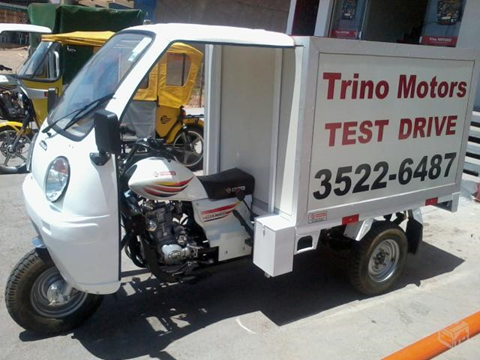 Trino Motors
TEST DRIVE
3522-6487